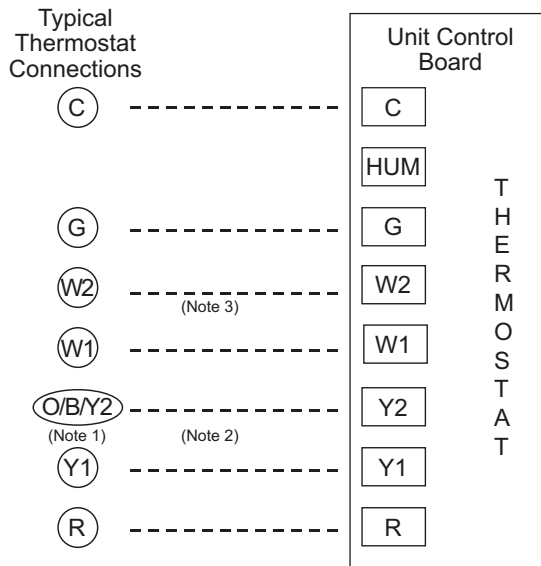 Typical
Thermostat
Connections
Unit Control
Board
C
C
HUM
G
G
W2
(Note 3)
W2
W1
W1
O/B/Y2
(Note 1)
(Note 2)
Y2
Y1
Y1
R
R
THERMOSTAT